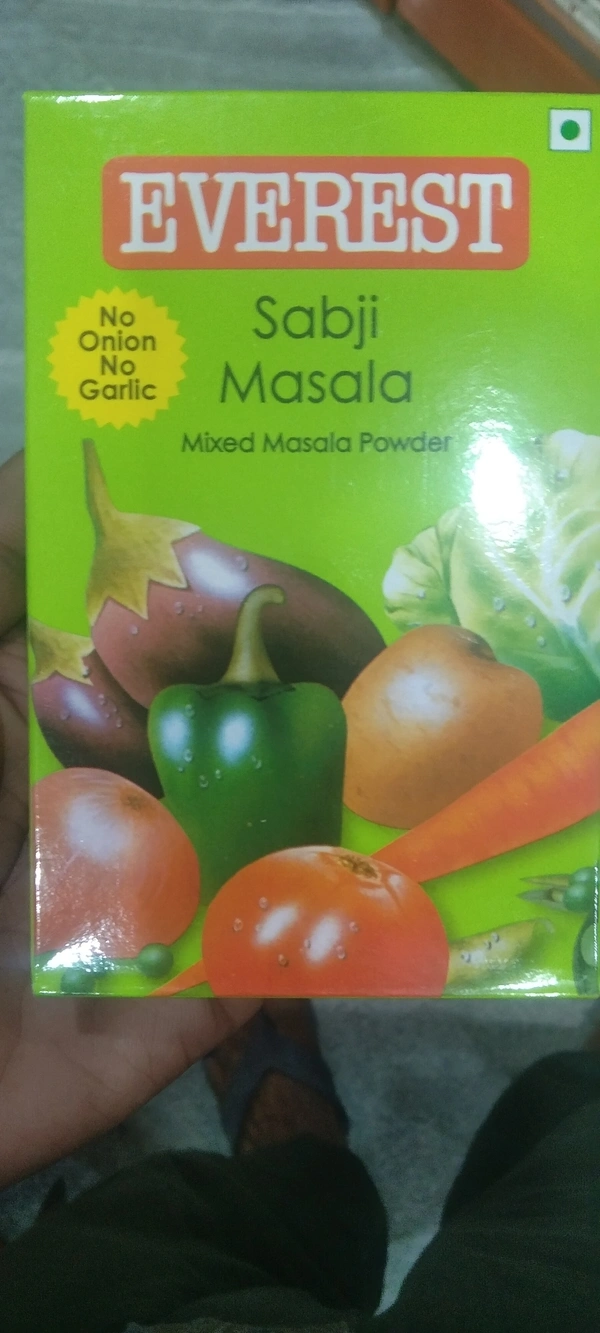 EVEREST
No
Onion
No
Garlic
Sabji
Masala
Mixed Masala Powder